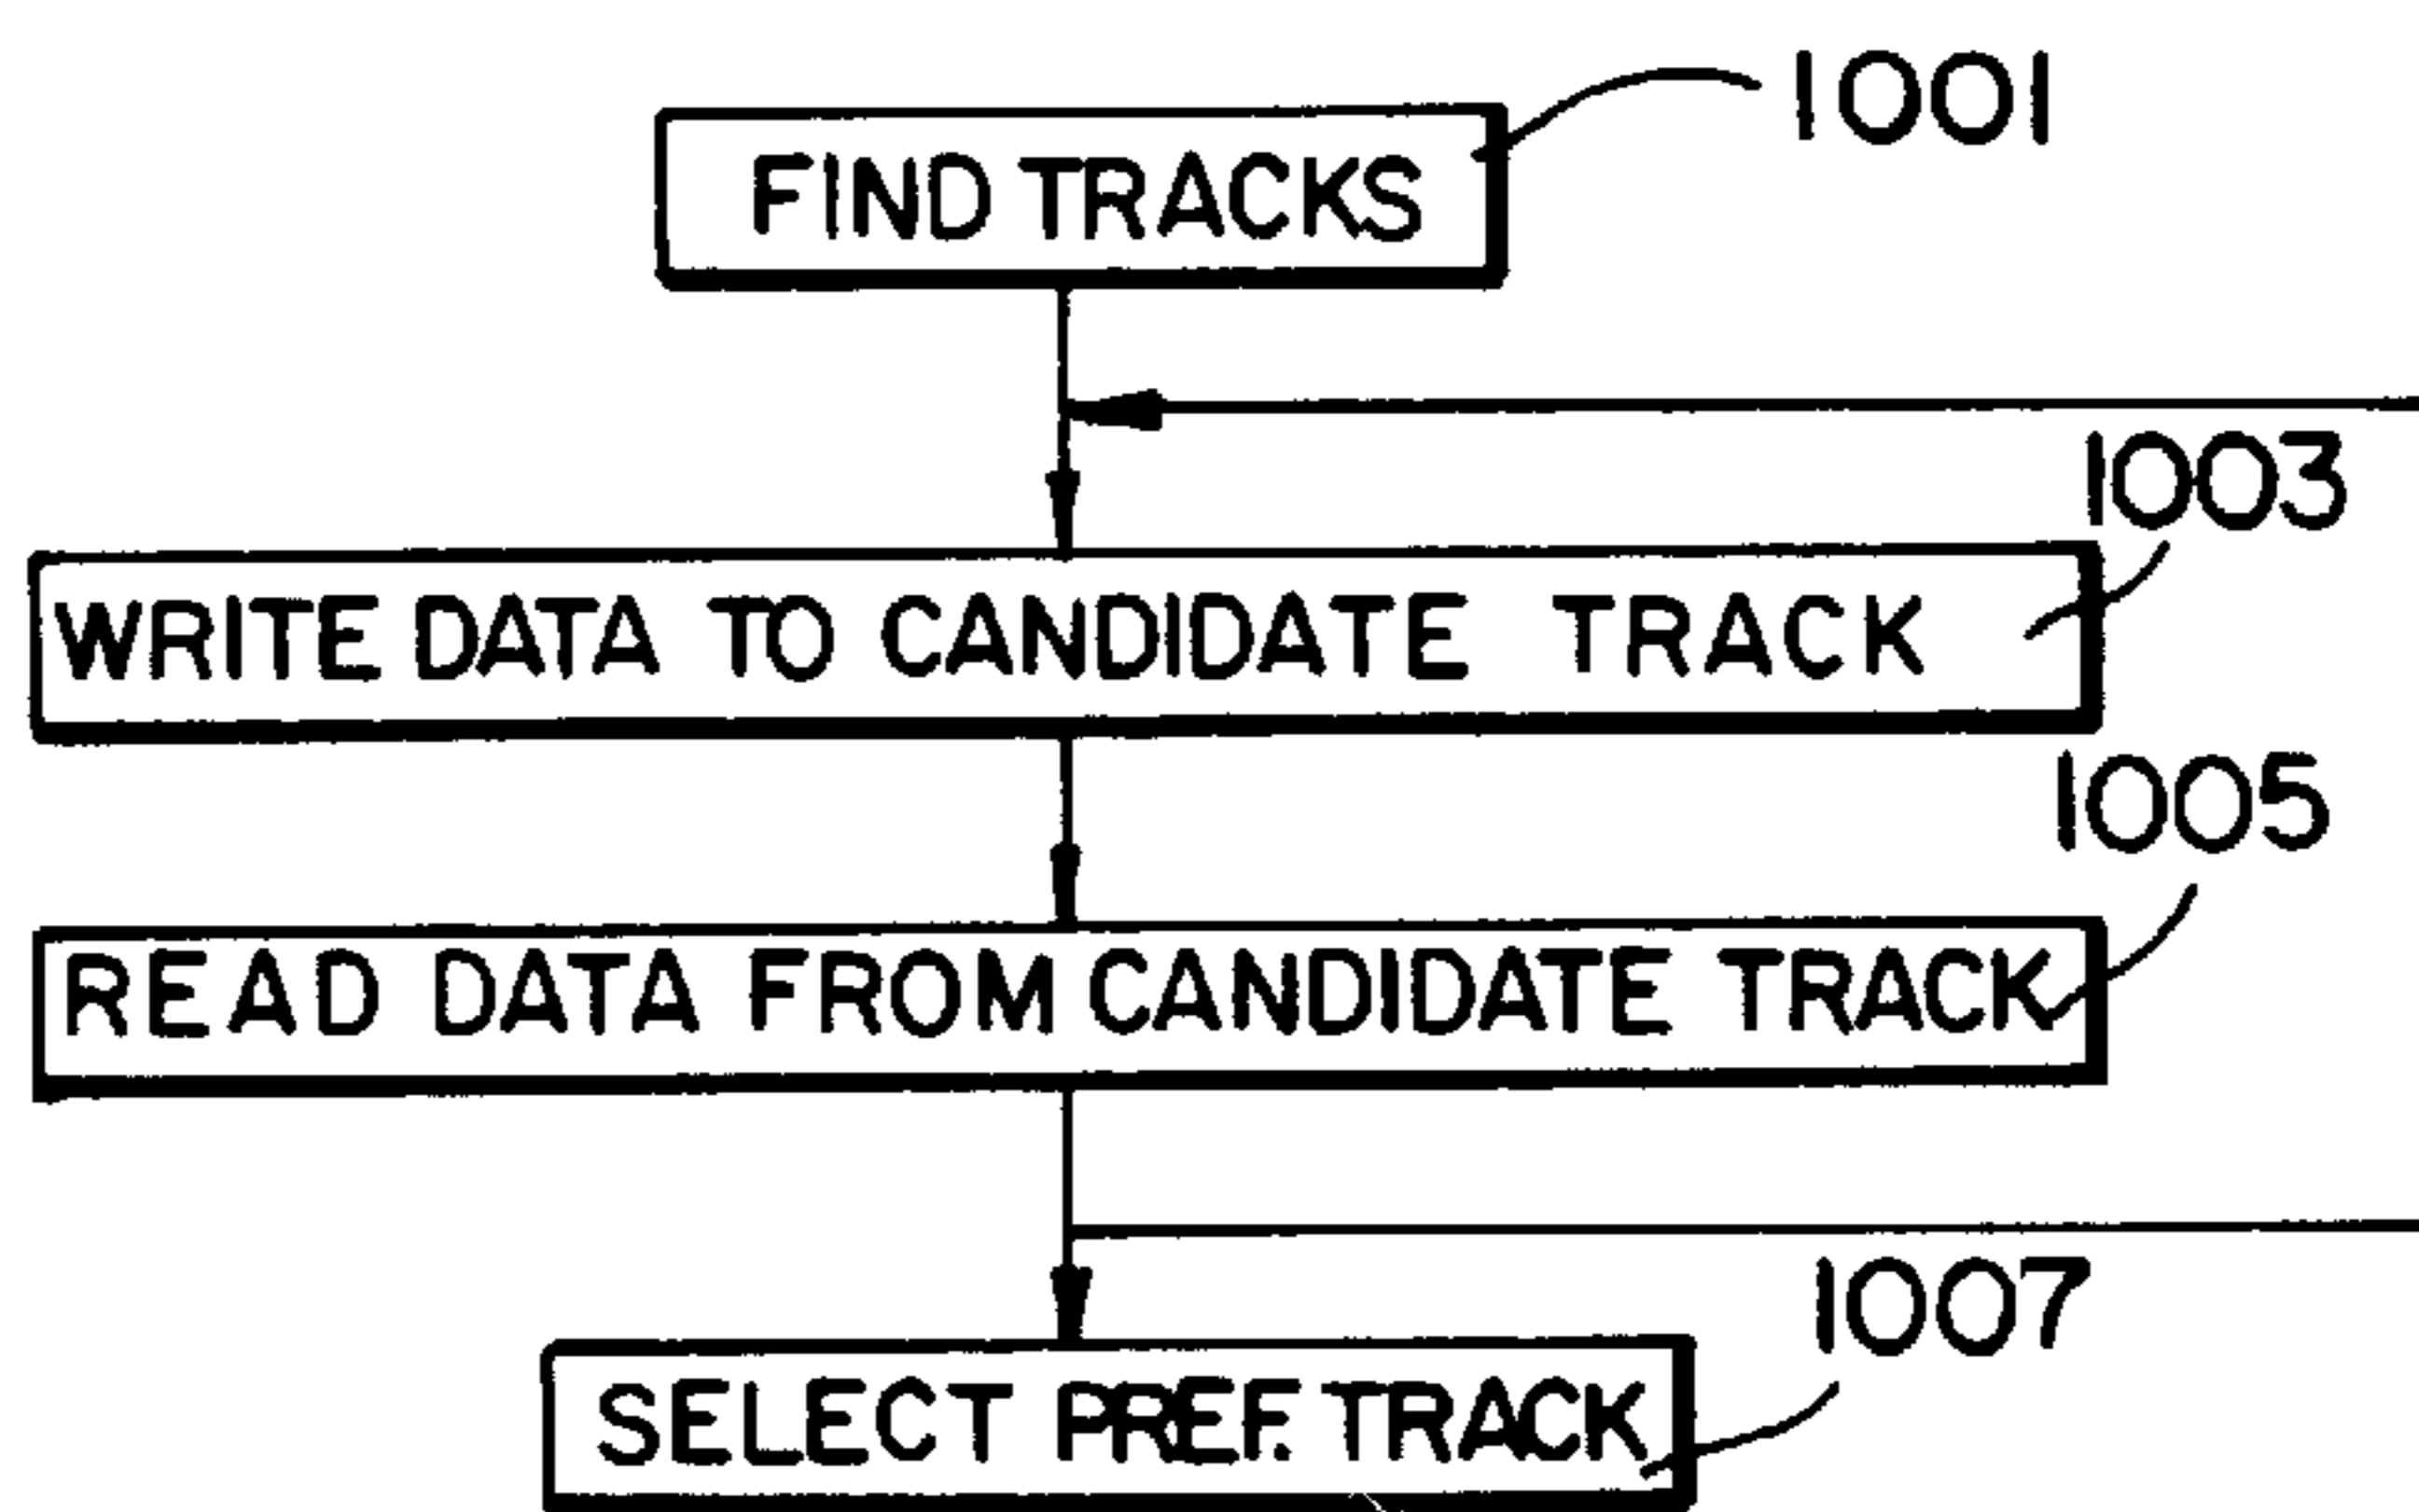 1001
FIND TRACKS
1003
WRITE DATA TO CANDIDATE TRACK
1005
READ DATA FROM CANDIDATE TRACK
1007
SELECT PREF. TRACK